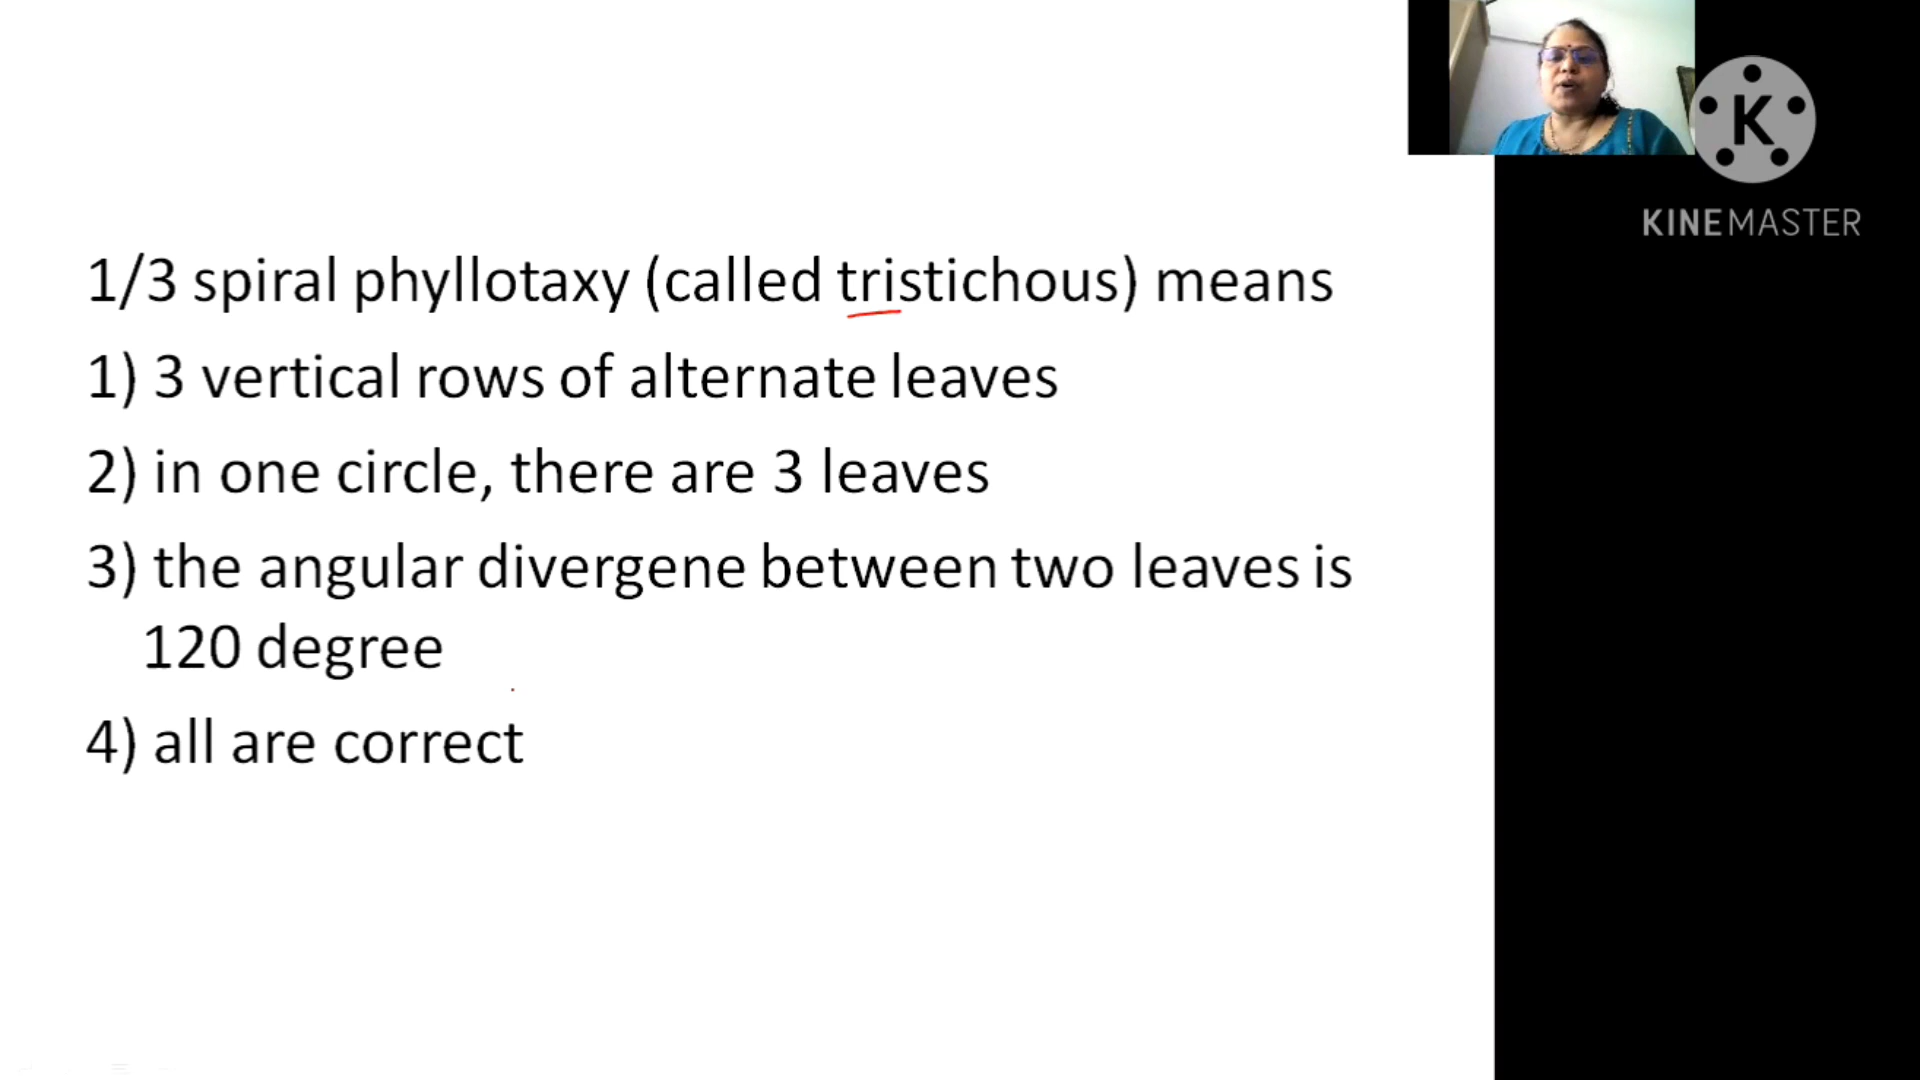 1/3 spiral phyllotaxy (called tristichous) means
1) 3 vertical rows of alternate leaves
2) in one circle, there are 3 leaves
3) the angular divergene between two leaves is
120 degree
4) all are correct
K
KINEMASTER